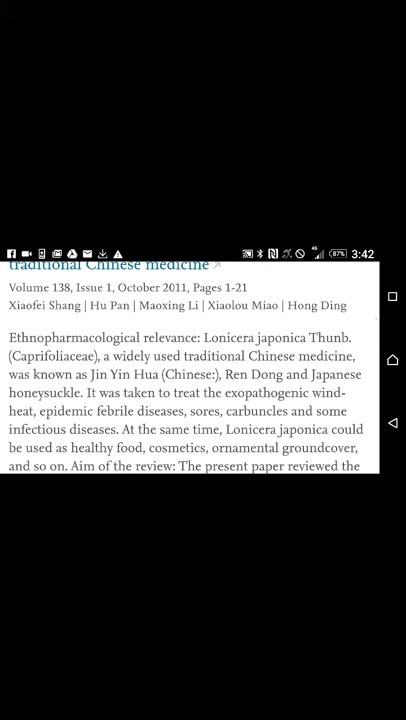 4G 87% 3:42
traditional Chinese medicine
Volume 138, Issue 1, October 2011, Pages 1-21
Xiaofei Shang | Hu Pan | Maoxing Li | Xiaolou Miao | Hong Ding
Ethnopharmacological relevance: Lonicera japonica Thunb.
(Caprifoliaceae), a widely used traditional Chinese medicine,
was known as Jin Yin Hua (Chinese:), Ren Dong and Japanese
honeysuckle. It was taken to treat the exopathogenic wind-
heat, epidemic febrile diseases, sores, carbuncles and some
infectious diseases. At the same time, Lonicera japonica could
be used as healthy food, cosmetics, ornamental groundcover,
and so on. Aim of the review: The present paper reviewed the